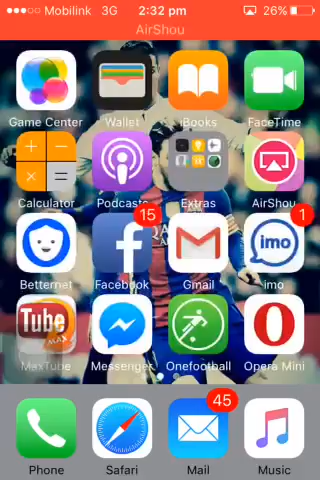 Mobilink 3G 2:32 pm 26%
AirShou
Game Center Wallet iBooks FaceTime
Calculator Podcasts Extras AirShou
15 1
imo
Betternet Facebook Gmail imo
Tube
MAX
MaxTube Messenger Onefootball Opera Mini
45
Phone Safari Mail Music